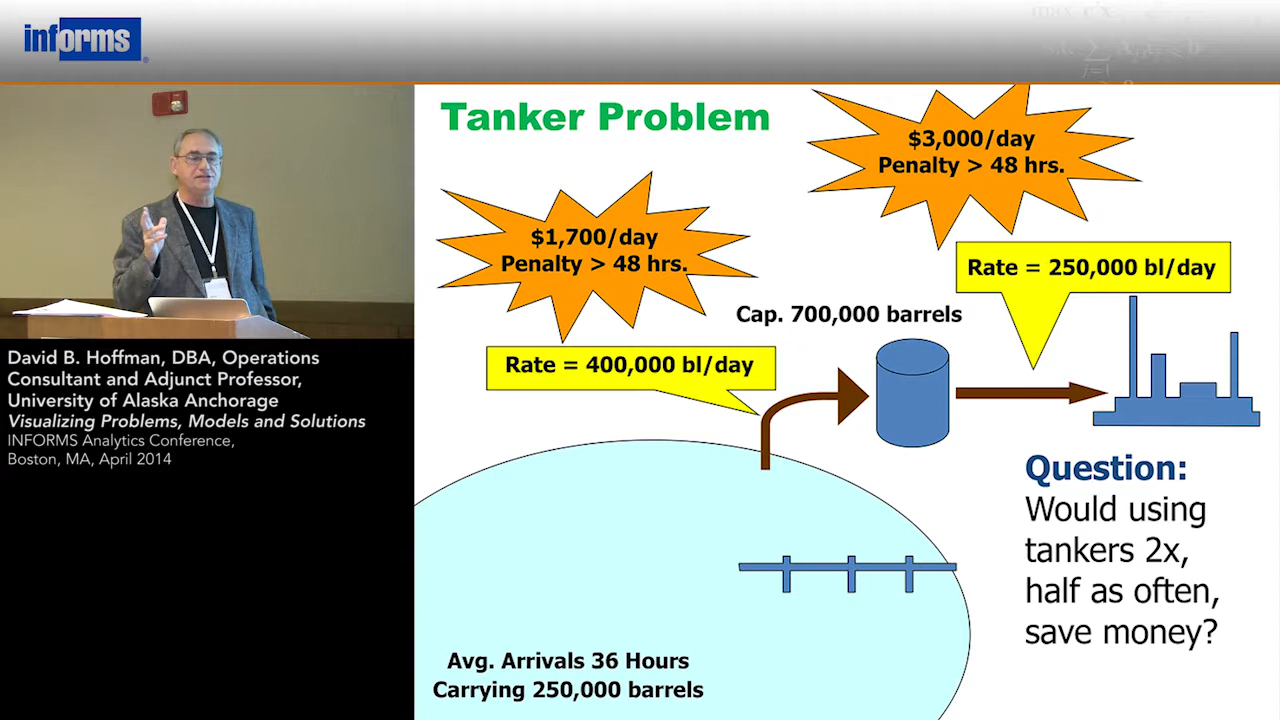 informs
Tanker Problem
$3,000/day
Penalty > 48 hrs.
$1,700/day
Penalty > 48 hrs.
Rate = 250,000 bl/day
Cap. 700,000 barrels
Rate = 400,000 bl/day
David B. Hoffman, DBA, Operations
Consultant and Adjunct Professor,
University of Alaska Anchorage
Visualizing Problems, Models and Solutions
INFORMS Analytics Conference,
Boston, MA, April 2014
Question:
Would using
tankers 2x,
half as often,
save money?
Avg. Arrivals 36 Hours
Carrying 250,000 barrels